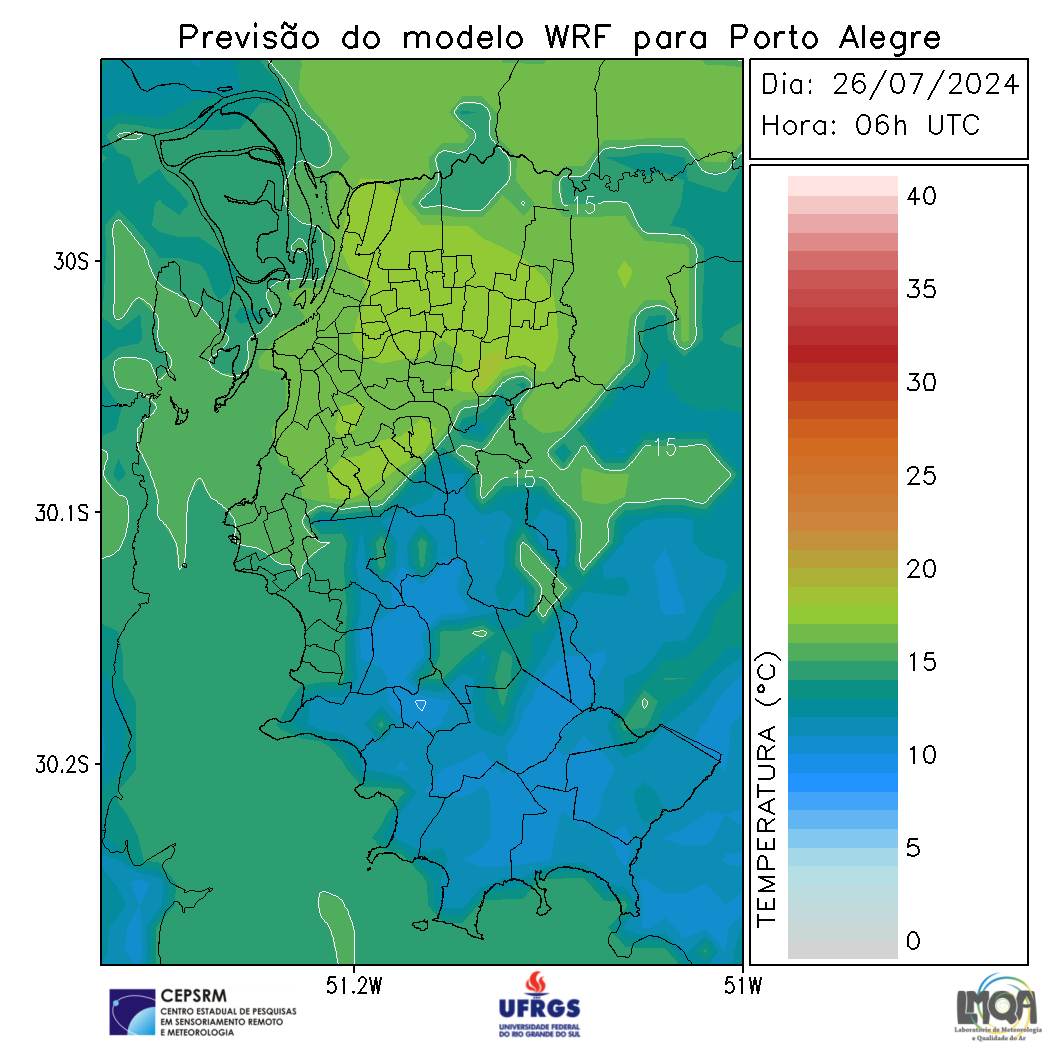 Previsão do modelo WRF para Porto Alegre
Dia: 26/07/2024
Hora: 06h UTC
40
35
30
25
20
15
10
5
0
TEMPERATURA (°C)
30S
30.1S
30.2S
51.2W
51W
15
15
15
CEPSRM
CENTRO ESTADUAL DE PESQUISAS
EM SENSORIAMENTO REMOTO
E METEOROLOGIA
UFRGS
UNIVERSIDADE FEDERAL
DO RIO GRANDE DO SUL
LMQA
Laboratório de Meteorologia
e Qualidade do Ar